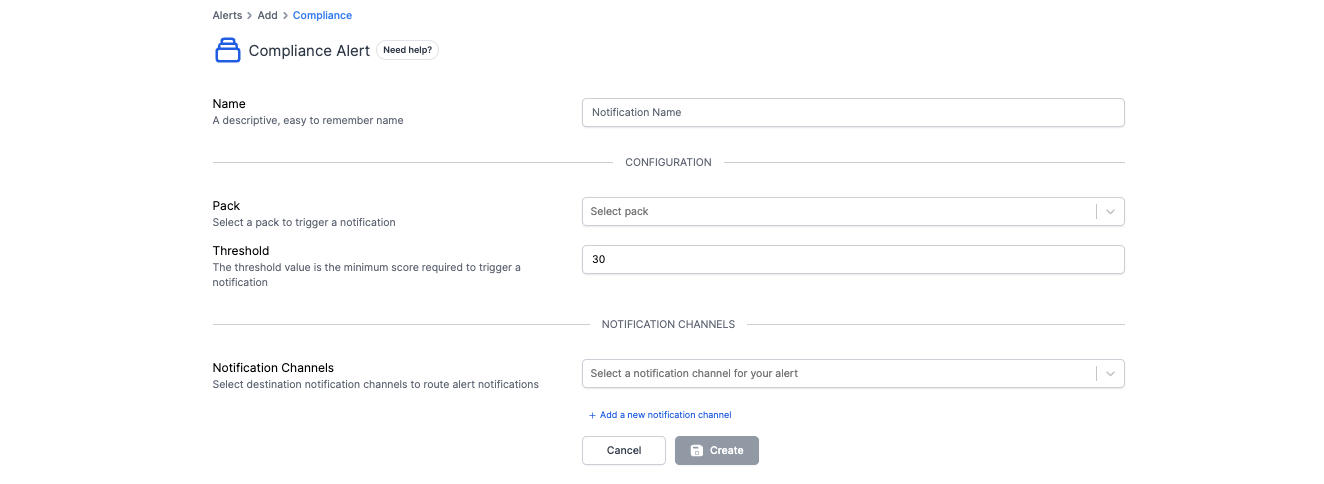 Alerts > Add > Compliance
Compliance Alert Need help?
Name
A descriptive, easy to remember name
Notification Name
CONFIGURATION
Pack
Select a pack to trigger a notification
Select pack
Threshold
The threshold value is the minimum score required to trigger a
notification
30
NOTIFICATION CHANNELS
Notification Channels
Select destination notification channels to route alert notifications
Select a notification channel for your alert
+ Add a new notification channel
Cancel Create